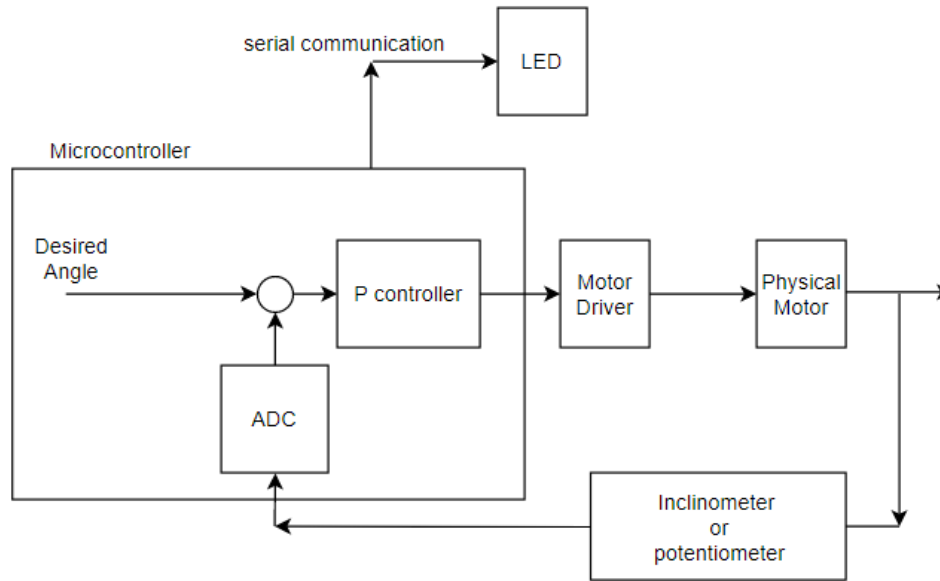 serial communication
LED
Microcontroller
Desired
Angle
P controller
Motor
Driver
Physical
Motor
ADC
Inclinometer
or
potentiometer